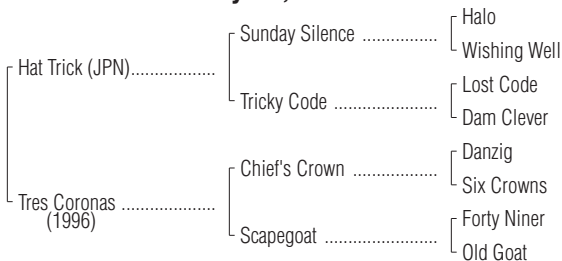 Halo
Sunday Silence ................
Wishing Well
Hat Trick (JPN)..................
Lost Code
Tricky Code ......................
Dam Clever
Danzig
Chief's Crown ..................
Six Crowns
Tres Coronas ....................
(1996)
Forty Niner
Scapegoat ........................
Old Goat